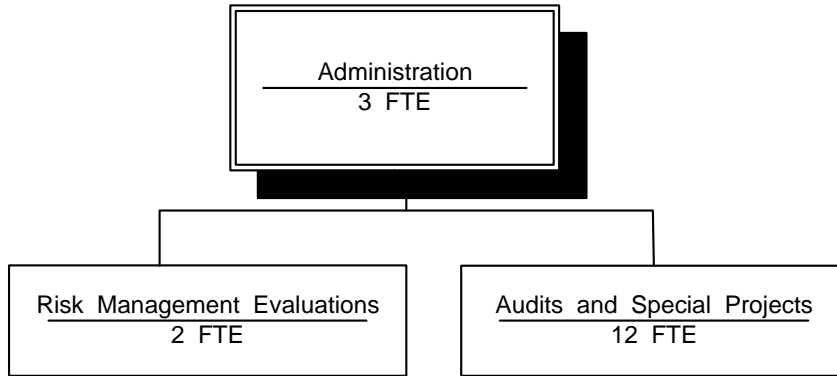 Administration
3 FTE
Risk Management Evaluations
2 FTE
Audits and Special Projects
12 FTE